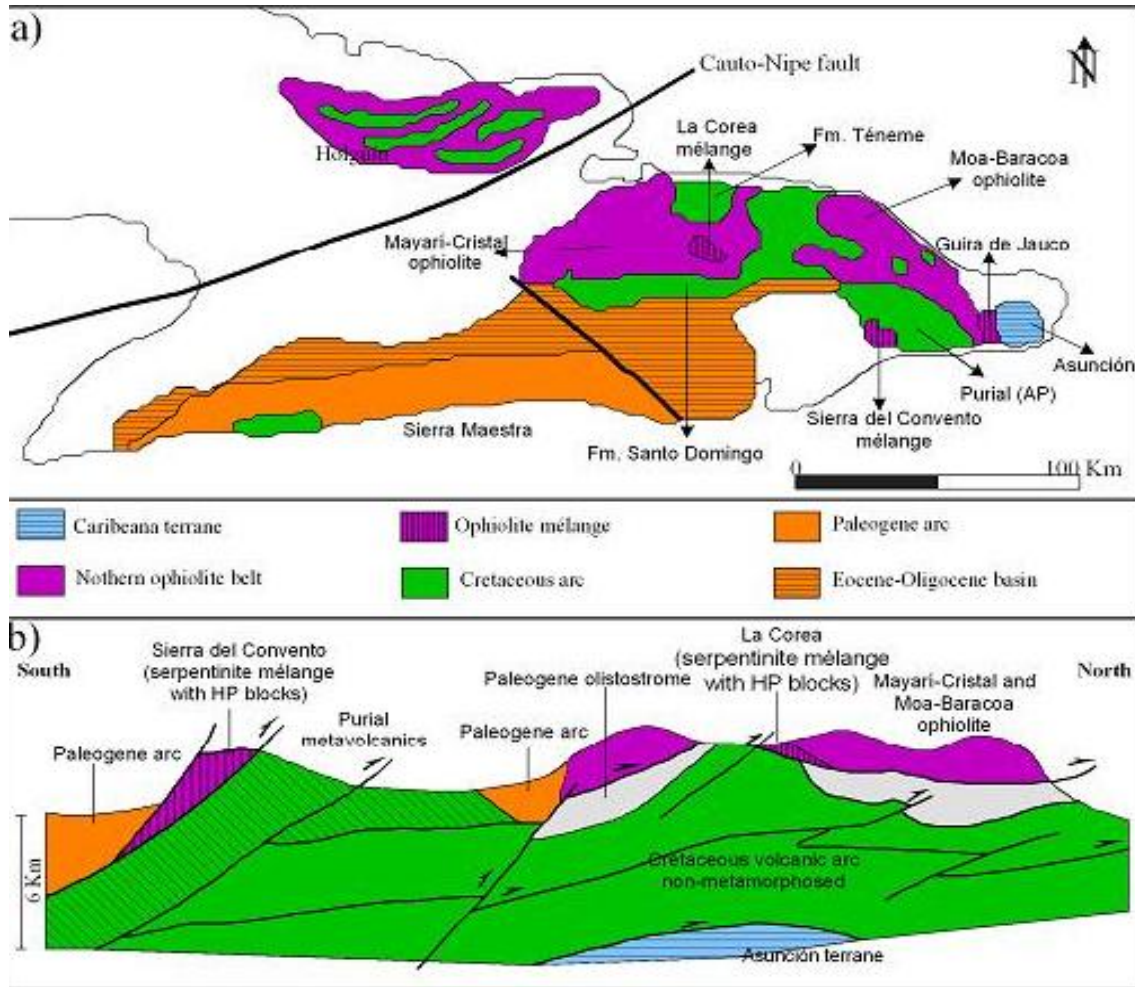 a)
N
Cauto-Nipe fault
La Corea
mélange
Fm. Téneme
Moa-Baracoa
ophiolite
Holguín
Mayarí-Cristal
ophiolite
Guira de Jauco
Asunción
Purial (AP)
Sierra del Convento
mélange
Sierra Maestra
Fm. Santo Domingo
0
100 Km
Caribeana terrane
Ophiolite mélange
Paleogene arc
Nothern ophiolite belt
Cretaceous arc
Eocene-Oligocene basin
b)
South
Sierra del Convento
(serpentinite mélange
with HP blocks)
La Corea
(serpentinite mélange
with HP blocks)
North
Paleogene olistostrome
Mayari-Cristal and
Moa-Baracoa
ophiolite
Purial
metavolcanics
Paleogene arc
Paleogene arc
6 Km
Cretaceous volcanic arc
non-metamorphosed
Asunción terrane